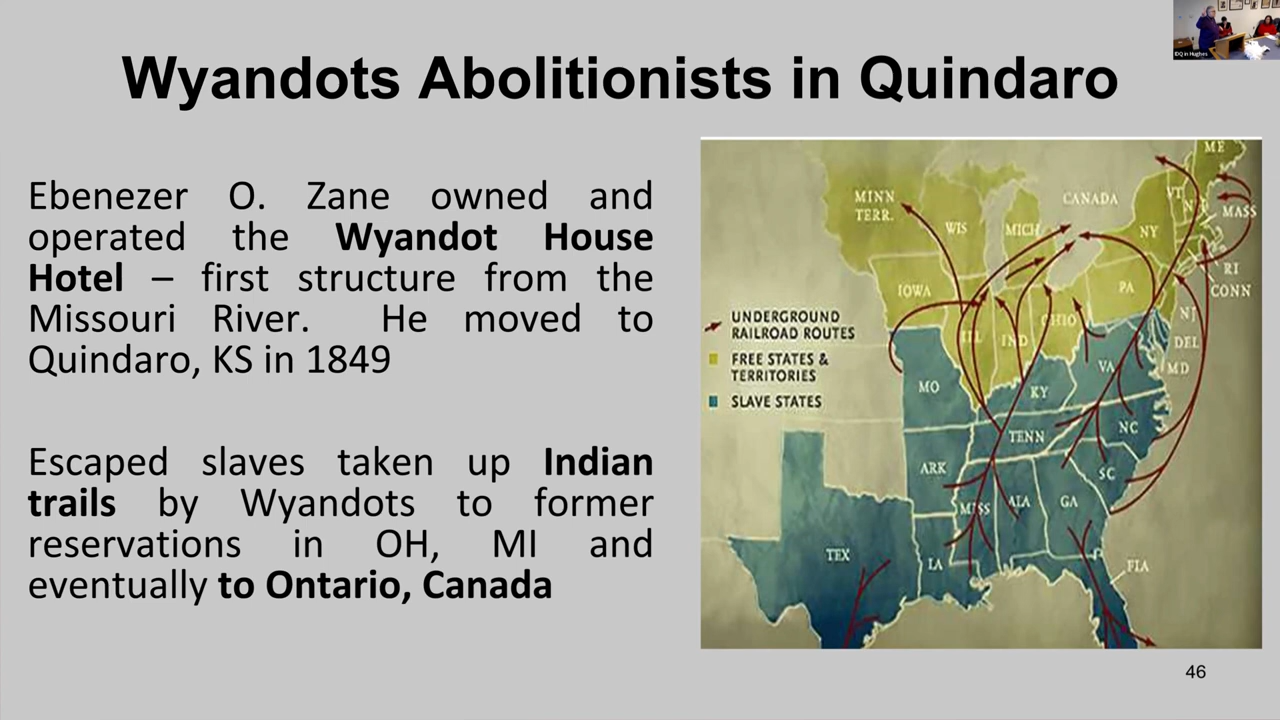 Wyandots Abolitionists in Quindaro
Ebenezer O. Zane owned and
operated the Wyandot House
Hotel – first structure from the
Missouri River. He moved to
Quindaro, KS in 1849
Escaped slaves taken up Indian
trails by Wyandots to former
reservations in OH, MI and
eventually to Ontario, Canada
ME
MINN
TERR.
CANADA
VT
MASS
WIS
MICH
NY
RI
CONN
IOWA
PA
NJ
UNDERGROUND
RAILROAD ROUTES
ILL
IND
OHIO
DEL
FREE STATES &
TERRITORIES
MD
VA
MO
KY
SLAVE STATES
TENN
NC
ARK
SC
MISS
ALA
GA
TEX
LA
FLA
46